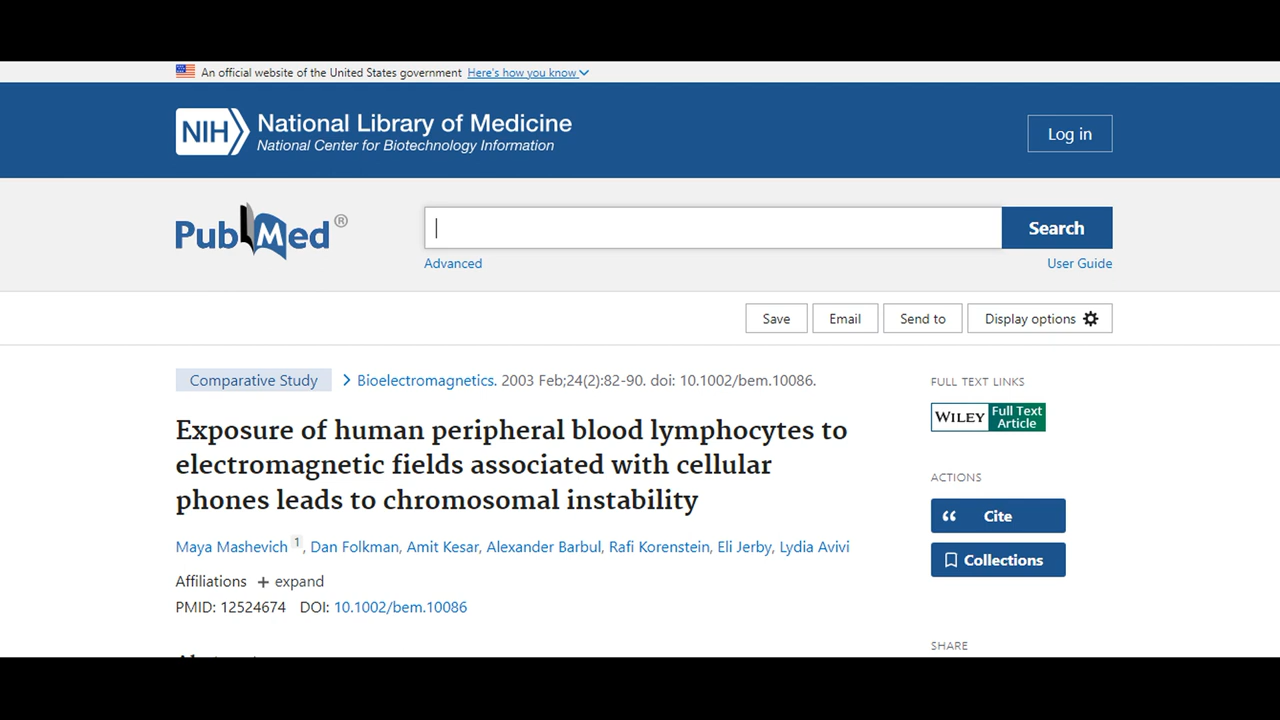 An official website of the United States government Here's how you know
NIH National Library of Medicine
National Center for Biotechnology Information
Log in
PubMed®
Search
Advanced
User Guide
Save
Email
Send to
Display options
Comparative Study
Bioelectromagnetics. 2003 Feb;24(2):82-90. doi: 10.1002/bem.10086.
Exposure of human peripheral blood lymphocytes to
electromagnetic fields associated with cellular
phones leads to chromosomal instability
Maya Mashevich 1, Dan Folkman, Amit Kesar, Alexander Barbul, Rafi Korenstein, Eli Jerby, Lydia Avivi
Affiliations + expand
PMID: 12524674 DOI: 10.1002/bem.10086
FULL TEXT LINKS
WILEY Full Text
Article
ACTIONS
Cite
Collections
SHARE